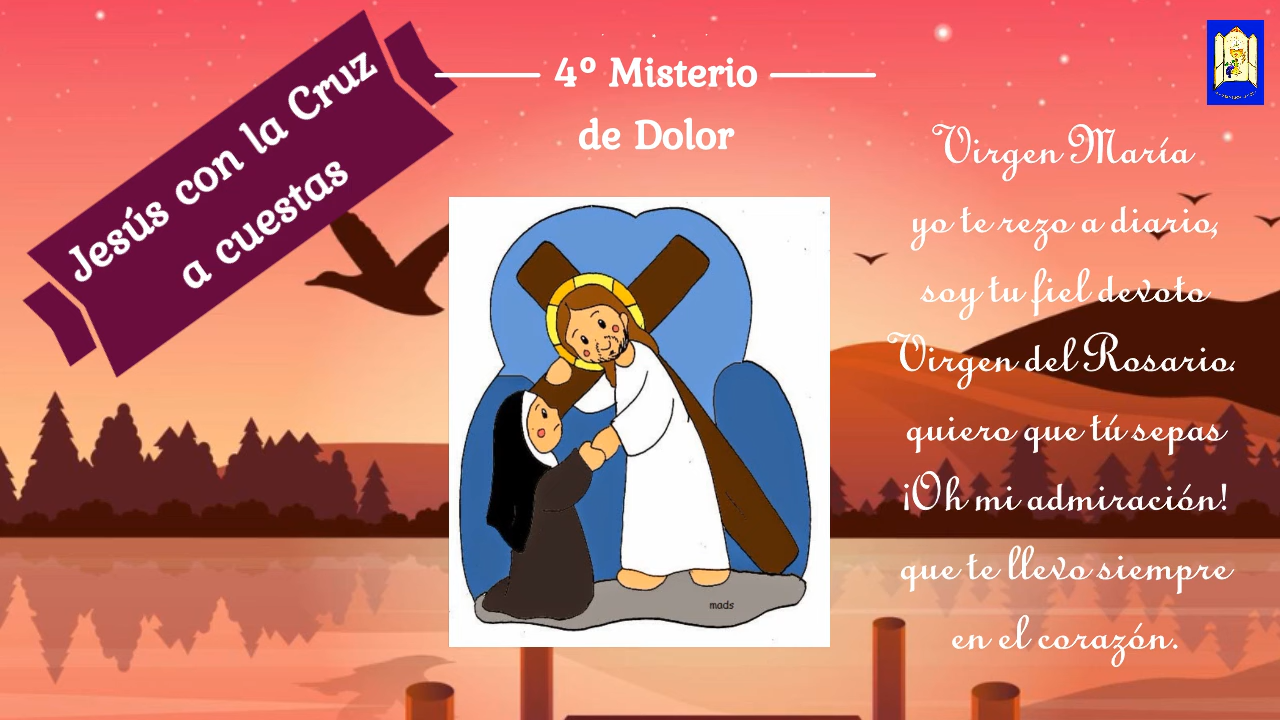 Jesús con la Cruz
a cuestas
4º Misterio
de Dolor
Virgen María
yo te rezo a diario,
soy tu fiel devoto
Virgen del Rosario.
quiero que tú sepas
¡Oh mi admiración!
que te llevo siempre
en el corazón.
mads